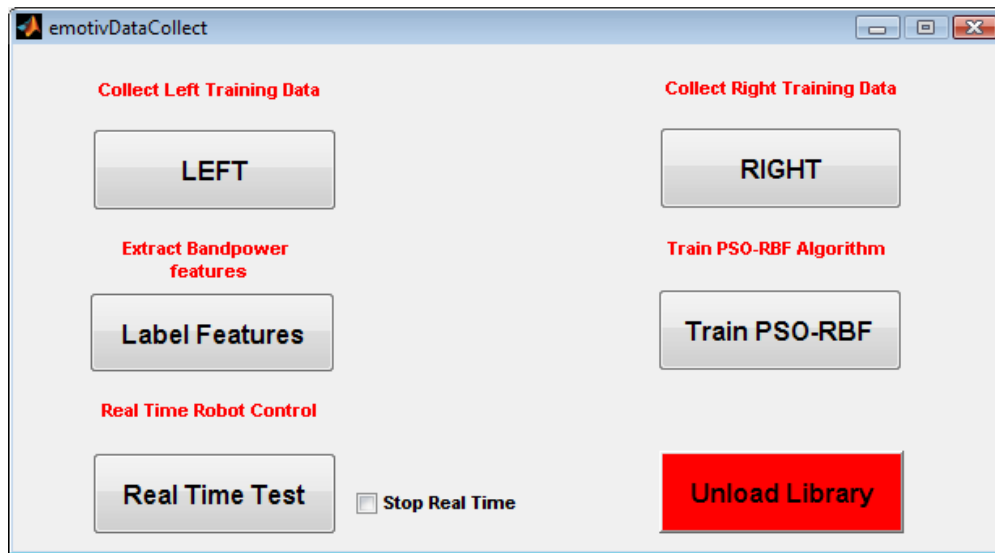 emotivDataCollect
Collect Left Training Data
Collect Right Training Data
LEFT
RIGHT
Extract Bandpower
features
Train PSO-RBF Algorithm
Label Features
Train PSO-RBF
Real Time Robot Control
Real Time Test
Stop Real Time
Unload Library